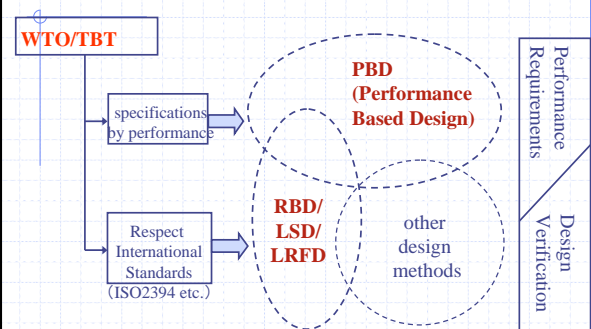 WTO/TBT
specifications
by performance
Respect
International
Standards
(ISO2394 etc.)
PBD
(Performance
Based Design)
RBD/
LSD/
LRFD
other
design
methods
Performance
Requirements
Design
Verification